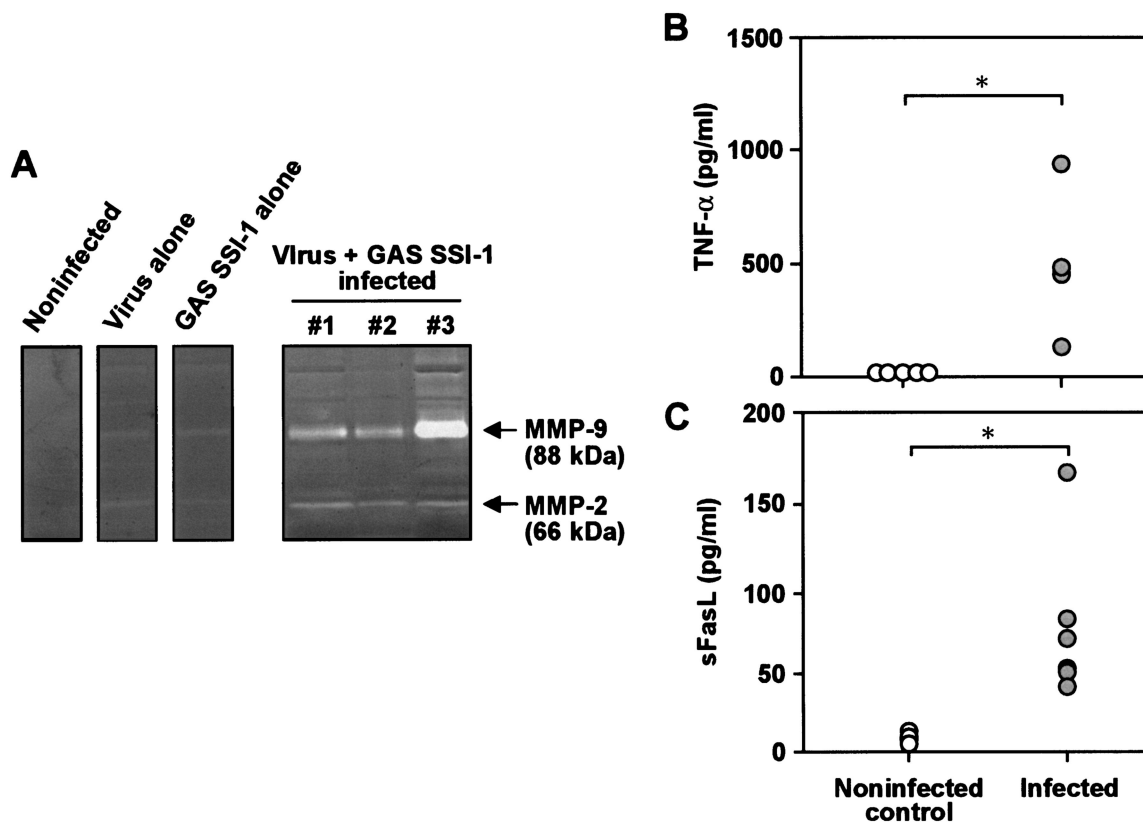 A
Noninfected
Virus alone
GAS SSI-1 alone
VIrus + GAS SSI-1
infected
#1 #2 #3
MMP-9
(88 kDa)
MMP-2
(66 kDa)
B
TNF-α (pg/ml)
1500
1000
500
0
*
C
sFasL (pg/ml)
200
150
100
50
0
*
Noninfected
control
Infected